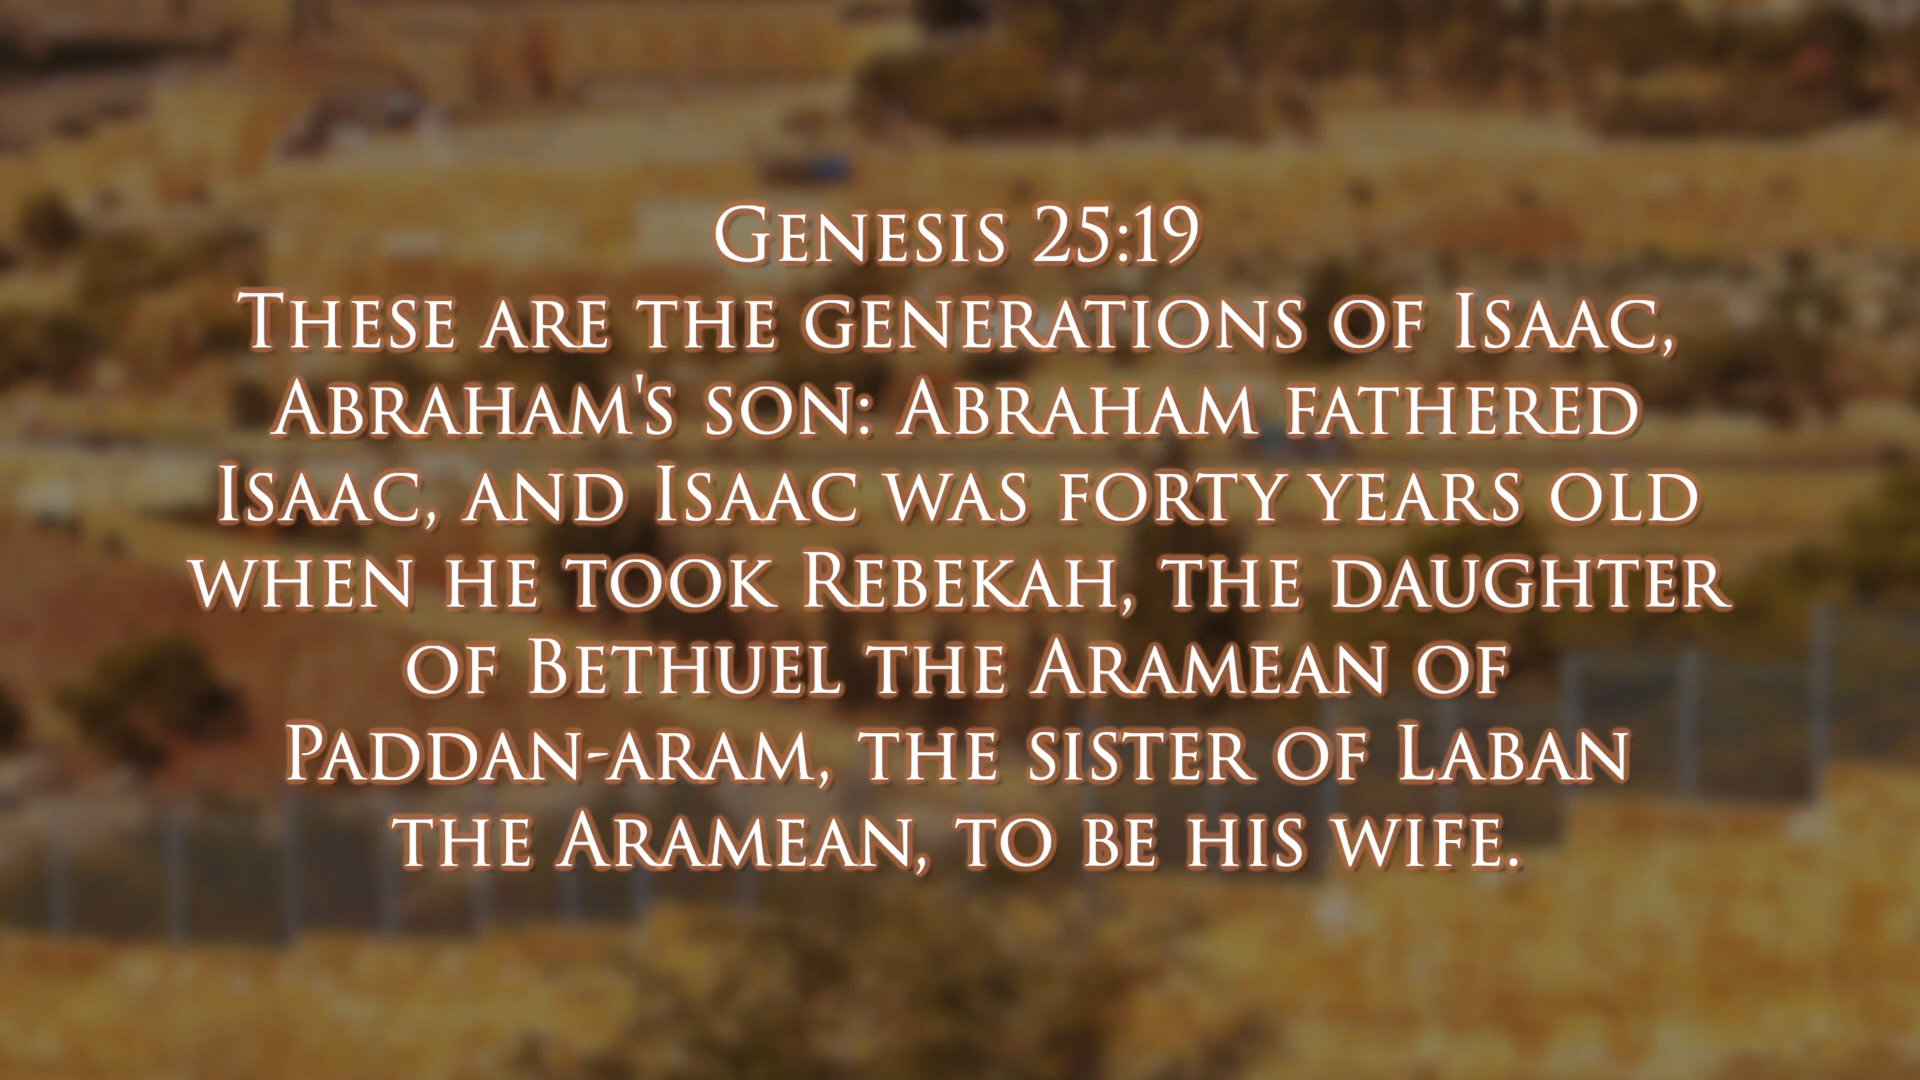 Genesis 25:19
These are the generations of Isaac,
Abraham's son: Abraham fathered
Isaac, and Isaac was forty years old
when he took Rebekah, the daughter
of Bethuel the Aramean of
Paddan-aram, the sister of Laban
the Aramean, to be his wife.